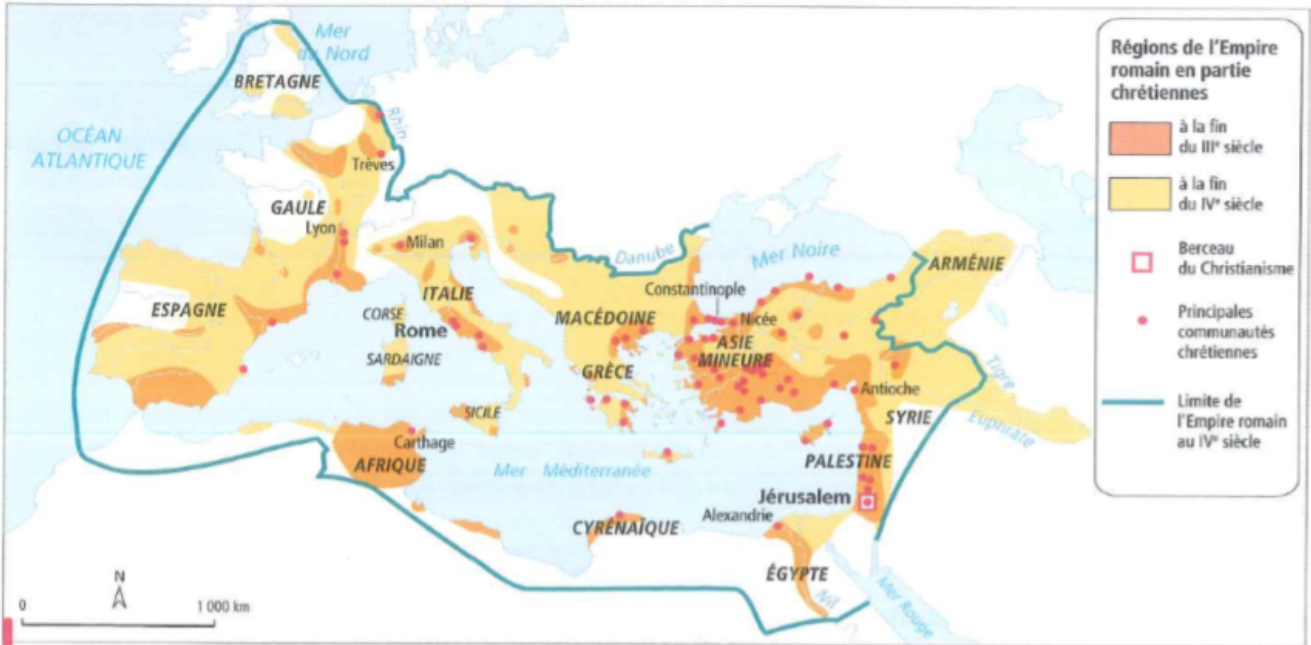 Mer
du Nord
BRETAGNE
OCÉAN
ATLANTIQUE
Rhin
Trèves
GAULE
Lyon
Milan
Danube
Mer Noire
ARMÉNIE
Constantinople
ESPAGNE
CORSE
ITALIE
Rome
MACÉDOINE
Nicée
ASIE
MINEURE
SARDAIGNE
GRÈCE
Antioche
Tigre
SICILE
SYRIE
Euphrate
Carthage
AFRIQUE
Mer Méditerranée
PALESTINE
Jérusalem
Alexandrie
CYRÉNAÏQUE
ÉGYPTE
Nil
Mer Rouge
N
0 1 000 km
Régions de l'Empire
romain en partie
chrétiennes
à la fin
du IIIe siècle
à la fin
du IVe siècle
Berceau
du Christianisme
Principales
communautés
chrétiennes
Limite de
l'Empire romain
au IVe siècle